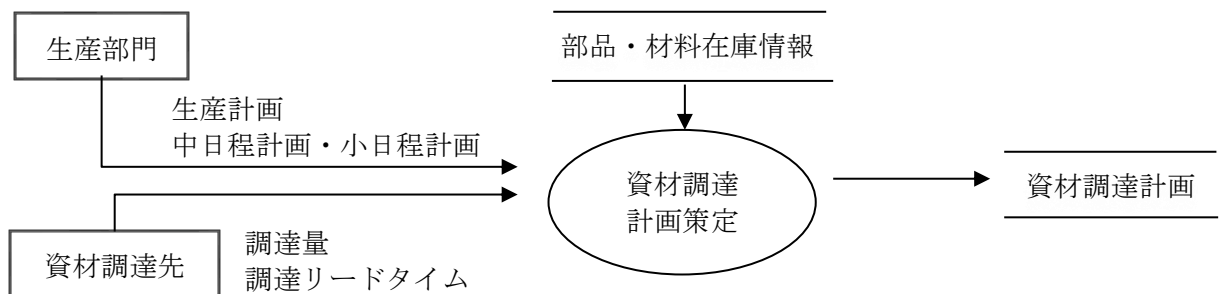 生産部門
部品・材料在庫情報
生産計画
中日程計画・小日程計画
資材調達
計画策定
資材調達計画
資材調達先
調達量
調達リードタイム